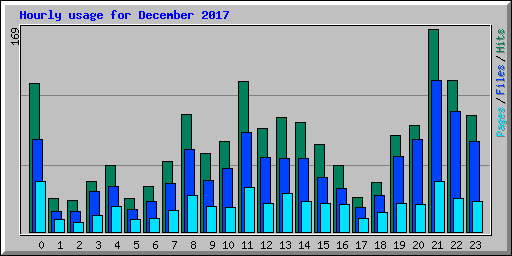 Hourly usage for December 2017
169
Pages / Files / Hits
0 1 2 3 4 5 6 7 8 9 10 11 12 13 14 15 16 17 18 19 20 21 22 23